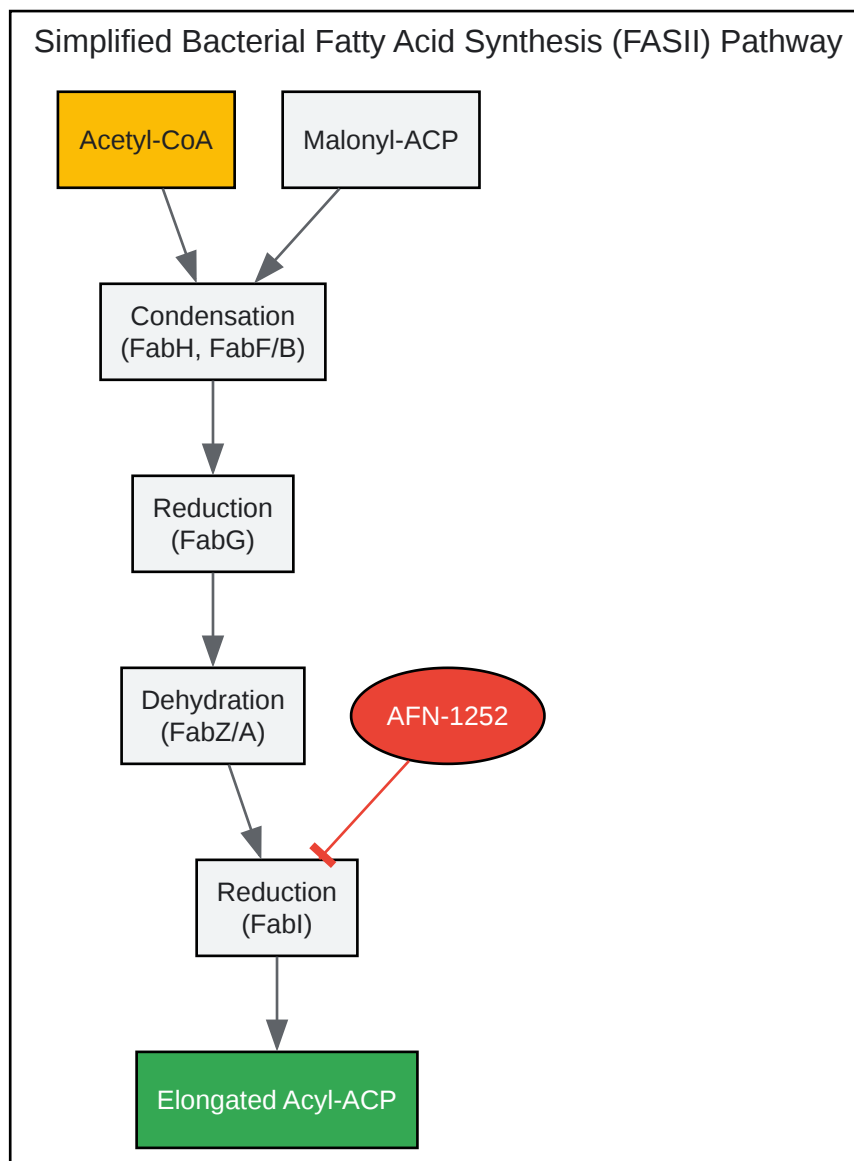 Simplified Bacterial Fatty Acid Synthesis (FASII) Pathway
Acetyl-CoA
Malonyl-ACP
Condensation
(FabH, FabF/B)
Reduction
(FabG)
Dehydration
(FabZ/A)
AFN-1252
Reduction
(FabI)
Elongated Acyl-ACP